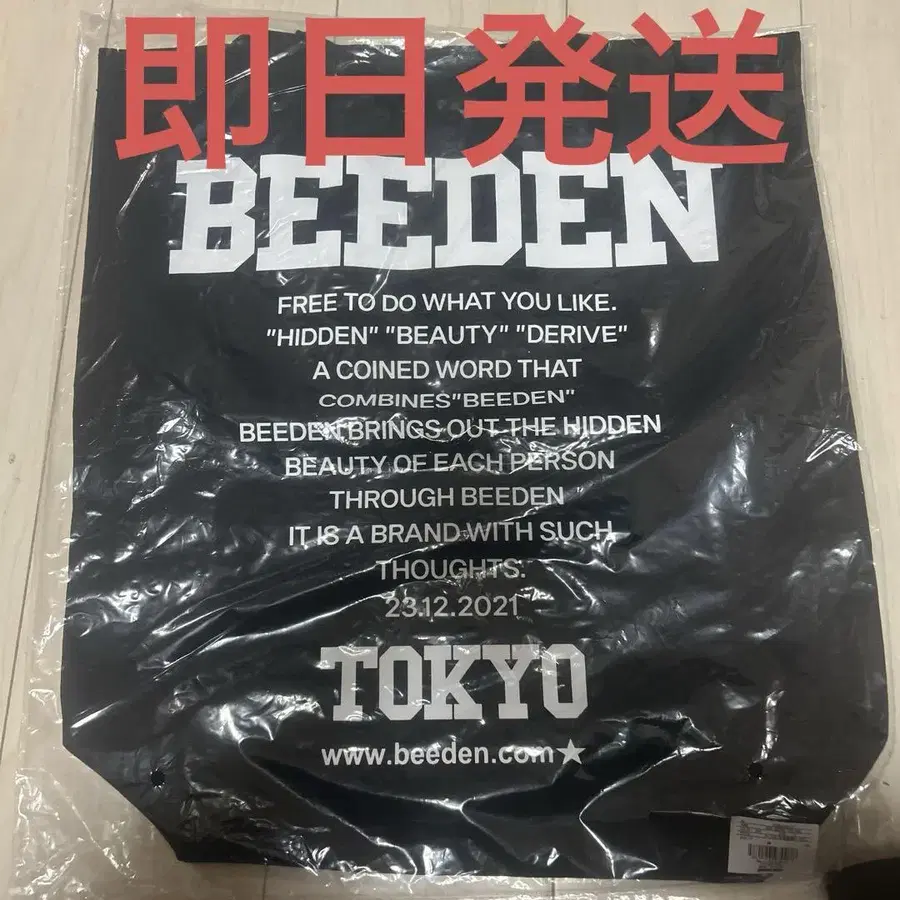 即日発送
BEEDEN
FREE TO DO WHAT YOU LIKE.
"HIDDEN" "BEAUTY" "DERIVE"
A COINED WORD THAT
COMBINES"BEEDEN"
BEEDEN BRINGS OUT THE HIDDEN
BEAUTY OF EACH PERSON
THROUGH BEEDEN
IT IS A BRAND WITH SUCH
THOUGHTS.
23.12.2021
TOKYO
www.beeden.com★